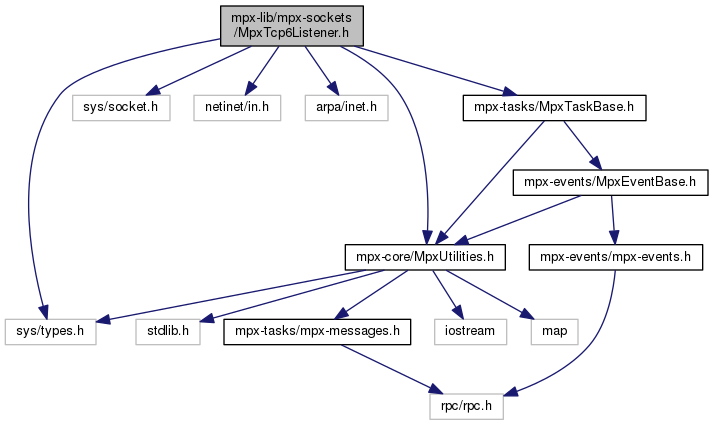 mpx-lib/mpx-sockets
/MpxTcp6Listener.h
sys/socket.h
netinet/in.h
arpa/inet.h
mpx-tasks/MpxTaskBase.h
mpx-events/MpxEventBase.h
mpx-core/MpxUtilities.h
mpx-events/mpx-events.h
sys/types.h
stdlib.h
mpx-tasks/mpx-messages.h
iostream
map
rpc/rpc.h